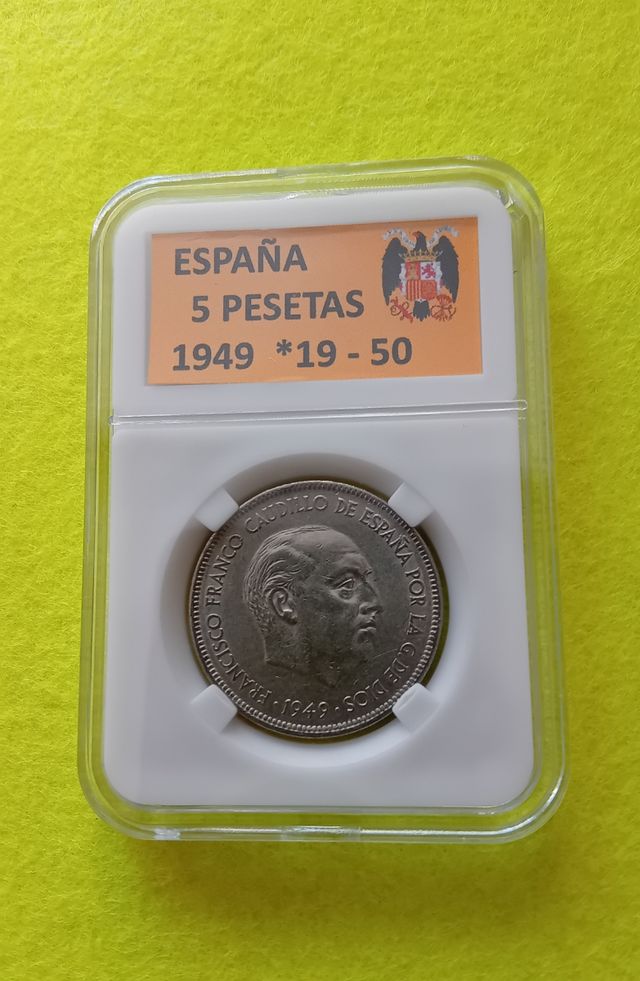 ESPAÑA
5 PESETAS
1949 *19 - 50
FRANCISCO FRANCO CAUDILLO DE ESPAÑA POR LA G. DE DIOS
· 1949 ·